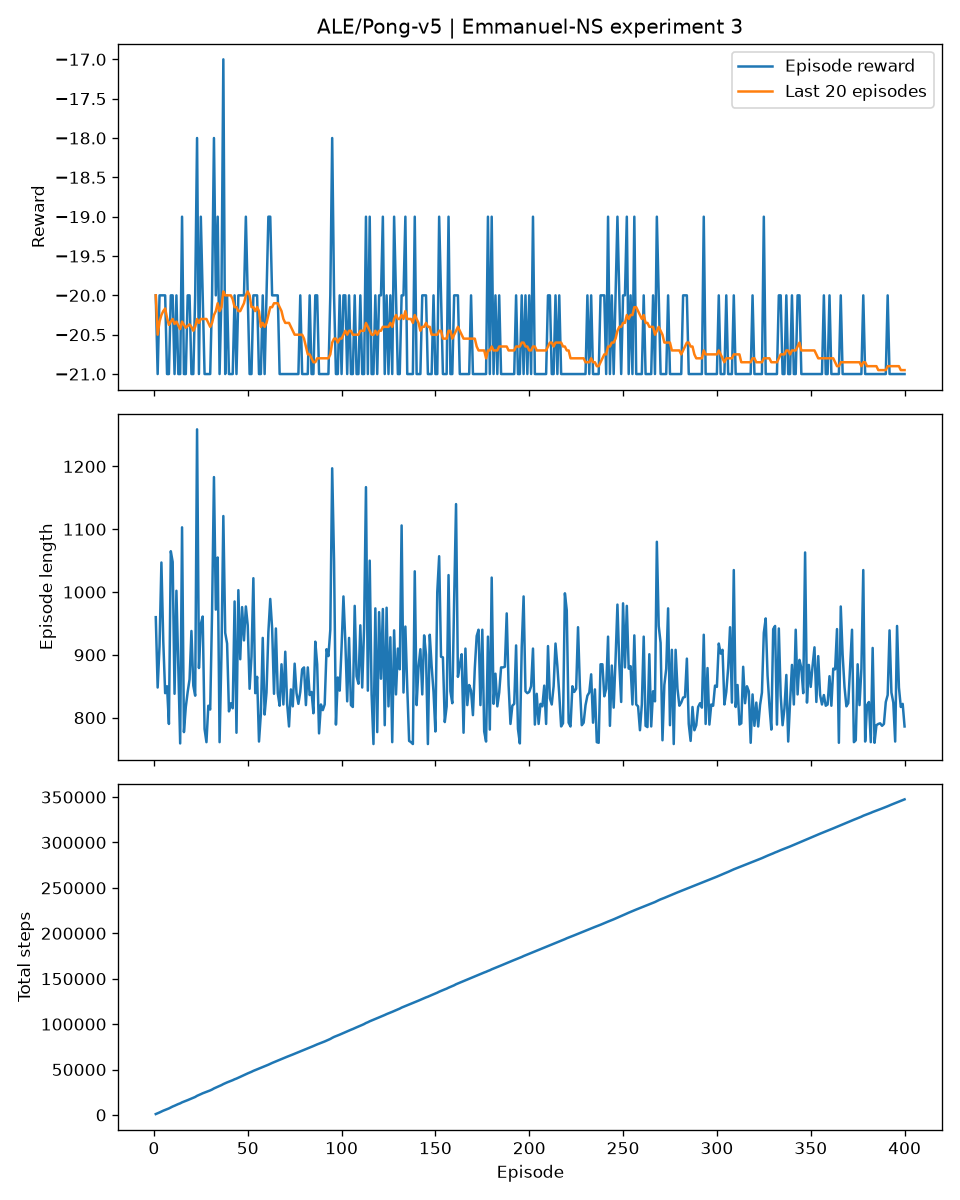 ALE/Pong-v5 | Emmanuel-NS experiment 3
Episode reward
Last 20 episodes
Reward
−17.0
−17.5
−18.0
−18.5
−19.0
−19.5
−20.0
−20.5
−21.0
Episode length
1200
1100
1000
900
800
Total steps
350000
300000
250000
200000
150000
100000
50000
0
0 50 100 150 200 250 300 350 400
Episode